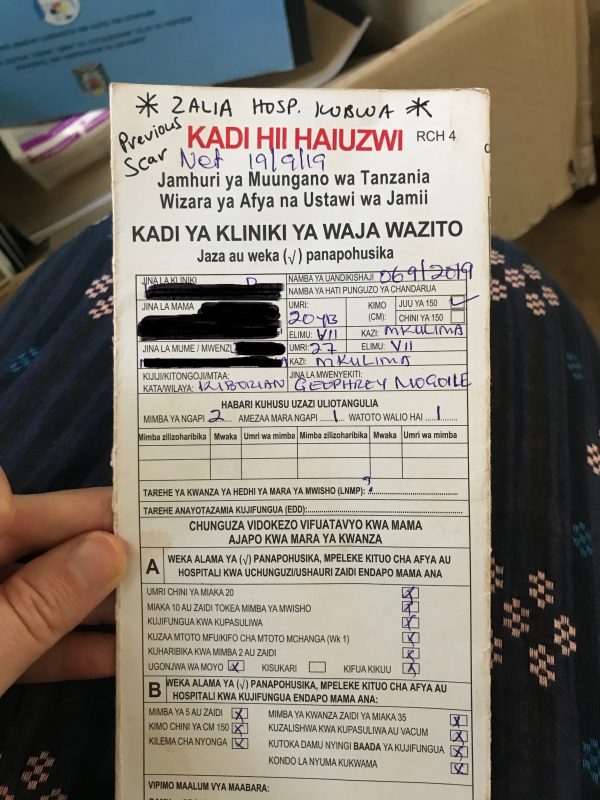 * ZALIA HOSP. KUBWA *
Previous Scar
KADI HII HAIUZWI RCH 4
Net 19/9/19
Jamhuri ya Muungano wa Tanzania
Wizara ya Afya na Ustawi wa Jamii
KADI YA KLINIKI YA WAJA WAZITO
Jaza au weka (√) panapohusika
JINA LA KLINIKI NAMBA YA UANDIKISHAJI 069/2019
NAMBA YA HATI PUNGUZO YA CHANDARUA
JINA LA MAMA UMRI: 20 KIMO (CM): JUU YA 150 ✓
CHINI YA 150
ELIMU: VII KAZI: MKULIMA
JINA LA MUME / MWENZI UMRI: 27 ELIMU: VII
KAZI: MKULIMA
KIJIJI/KITONGOJI/MTAA: JINA LA MWENYEKITI:
KATA/WILAYA: KIBORIAN GEOPHREY MOGOILE
HABARI KUHUSU UZAZI ULIOTANGULIA
MIMBA YA NGAPI 2 AMEZAA MARA NGAPI 1 WATOTO WALIO HAI 1
Mimba zilizoharibika Mwaka Umri wa mimba Mimba zilizoharibika Mwaka Umri wa mimba
TAREHE YA KWANZA YA HEDHI YA MARA YA MWISHO (LNMP): ?
TAREHE ANAYOTAZAMIA KUJIFUNGUA (EDD):
CHUNGUZA VIDOKEZO VIFUATAVYO KWA MAMA
AJAPO KWA MARA YA KWANZA
A WEKA ALAMA YA (√) PANAPOHUSIKA, MPELEKE KITUO CHA AFYA AU
HOSPITALI KWA UCHUNGUZI/USHAURI ZAIDI ENDAPO MAMA ANA
UMRI CHINI YA MIAKA 20 X
MIAKA 10 AU ZAIDI TOKEA MIMBA YA MWISHO X
KUJIFUNGUA KWA KUPASULIWA X
KUZAA MTOTO MFU/KIFO CHA MTOTO MCHANGA (Wk 1) X
KUHARIBIKA KWA MIMBA 2 AU ZAIDI X
UGONJWA WA MOYO X KISUKARI KIFUA KIKUU X
B WEKA ALAMA YA (√) PANAPOHUSIKA, MPELEKE KITUO CHA AFYA AU
HOSPITALI KWA KUJIFUNGUA ENDAPO MAMA ANA:
MIMBA YA 5 AU ZAIDI X MIMBA YA KWANZA ZAIDI YA MIAKA 35 X
KIMO CHINI YA CM 150 X KUZALISHWA KWA KUPASULIWA AU VACUM X
KILEMA CHA NYONGA X KUTOKA DAMU NYINGI BAADA YA KUJIFUNGUA X
KONDO LA NYUMA KUKWAMA X
VIPIMO MAALUM VYA MAABARA: